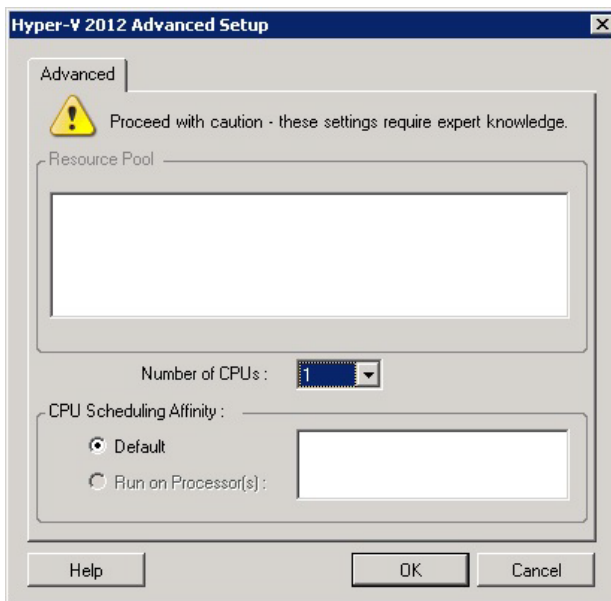 Hyper-V 2012 Advanced Setup
Advanced
Proceed with caution - these settings require expert knowledge.
Resource Pool
Number of CPUs :
1
CPU Scheduling Affinity :
Default
Run on Processor(s) :
Help
OK
Cancel